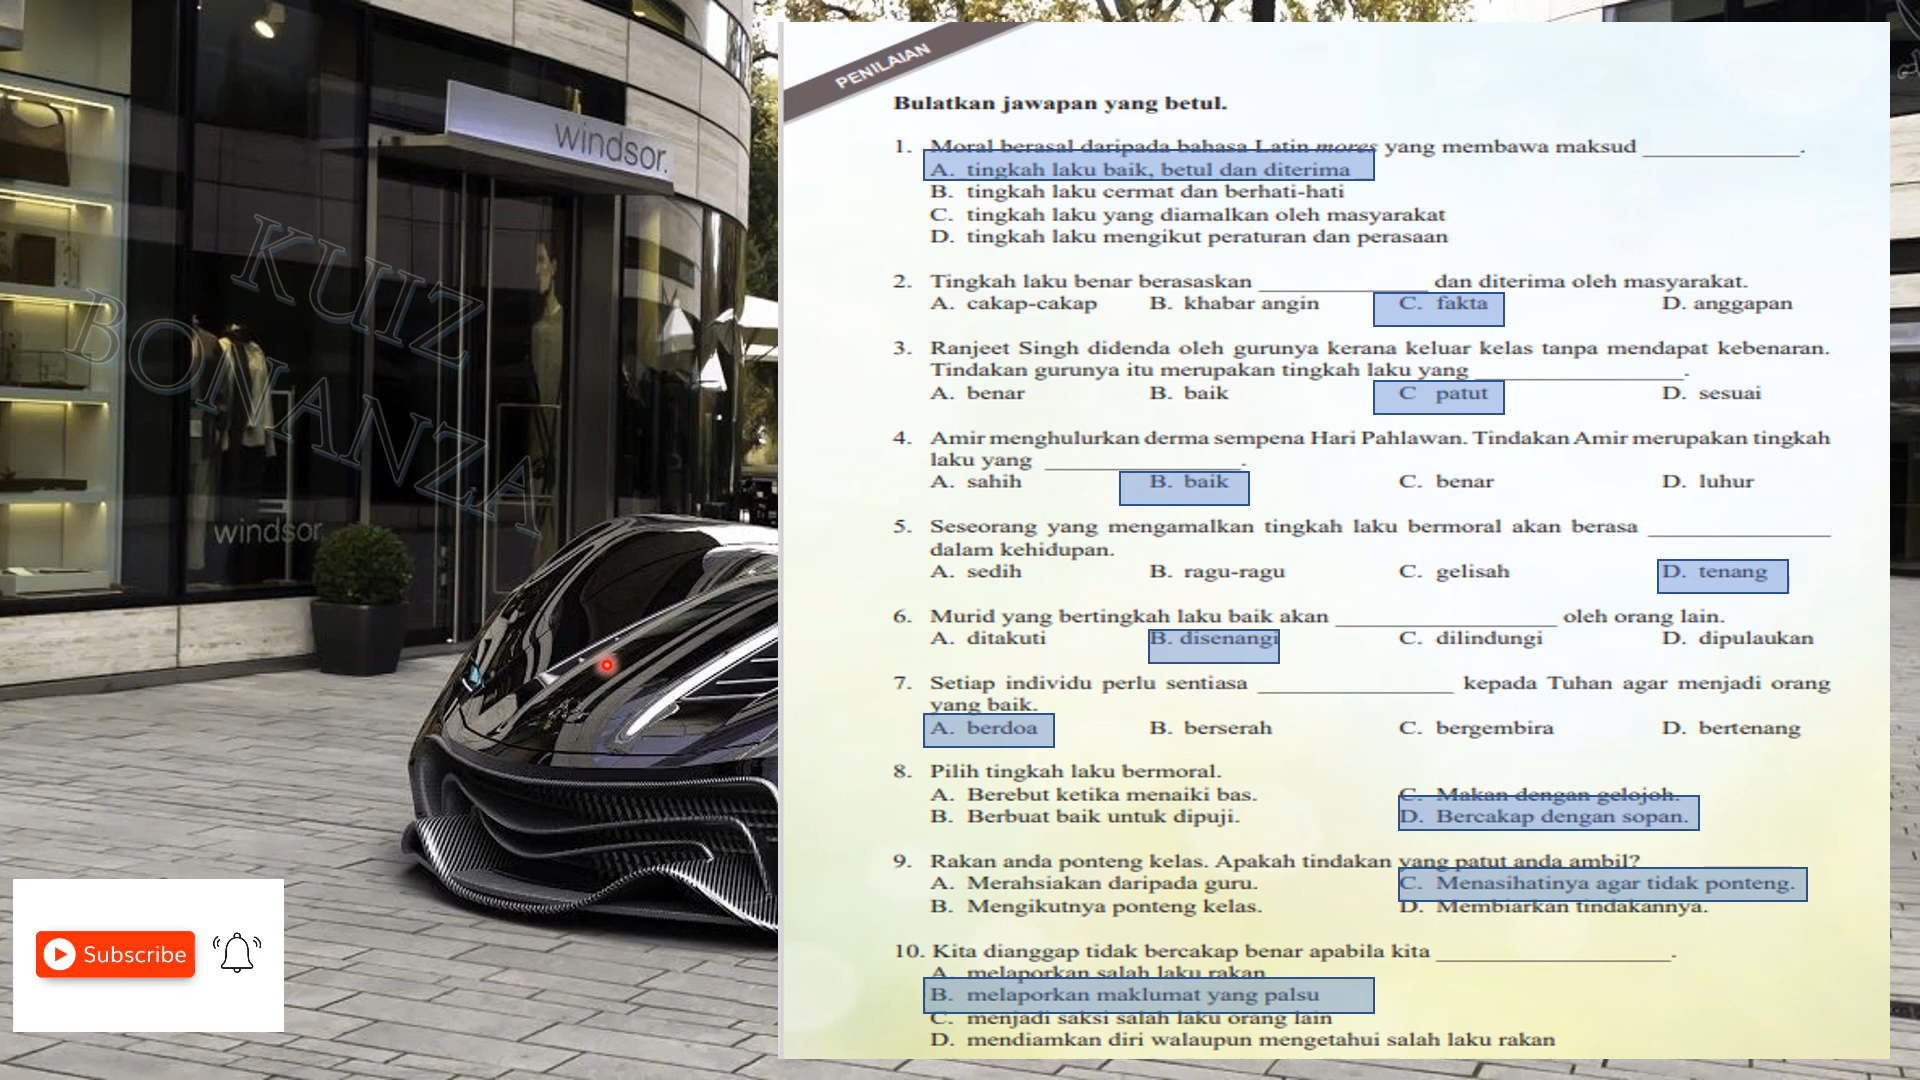 windsor.
KUIZ
BONANZA
windsor
Subscribe
PENILAIAN
Bulatkan jawapan yang betul.
1. Moral berasal daripada bahasa Latin mores yang membawa maksud ______________.
A. tingkah laku baik, betul dan diterima
B. tingkah laku cermat dan berhati-hati
C. tingkah laku yang diamalkan oleh masyarakat
D. tingkah laku mengikut peraturan dan perasaan
2. Tingkah laku benar berasaskan ______________ dan diterima oleh masyarakat.
A. cakap-cakap B. khabar angin C. fakta D. anggapan
3. Ranjeet Singh didenda oleh gurunya kerana keluar kelas tanpa mendapat kebenaran.
Tindakan gurunya itu merupakan tingkah laku yang __________________.
A. benar B. baik C patut D. sesuai
4. Amir menghulurkan derma sempena Hari Pahlawan. Tindakan Amir merupakan tingkah
laku yang _________________.
A. sahih B. baik C. benar D. luhur
5. Seseorang yang mengamalkan tingkah laku bermoral akan berasa ________________
dalam kehidupan.
A. sedih B. ragu-ragu C. gelisah D. tenang
6. Murid yang bertingkah laku baik akan ___________________ oleh orang lain.
A. ditakuti B. disenangi C. dilindungi D. dipulaukan
7. Setiap individu perlu sentiasa _________________ kepada Tuhan agar menjadi orang
yang baik.
A. berdoa B. berserah C. bergembira D. bertenang
8. Pilih tingkah laku bermoral.
A. Berebut ketika menaiki bas. C. Makan dengan gelojoh.
B. Berbuat baik untuk dipuji. D. Bercakap dengan sopan.
9. Rakan anda ponteng kelas. Apakah tindakan yang patut anda ambil? ________
A. Merahsiakan daripada guru. C. Menasihatinya agar tidak ponteng.
B. Mengikutnya ponteng kelas. D. Membiarkan tindakannya.
10. Kita dianggap tidak bercakap benar apabila kita ____________________.
A. melaporkan salah laku rakan
B. melaporkan maklumat yang palsu
C. menjadi saksi salah laku orang lain
D. mendiamkan diri walaupun mengetahui salah laku rakan